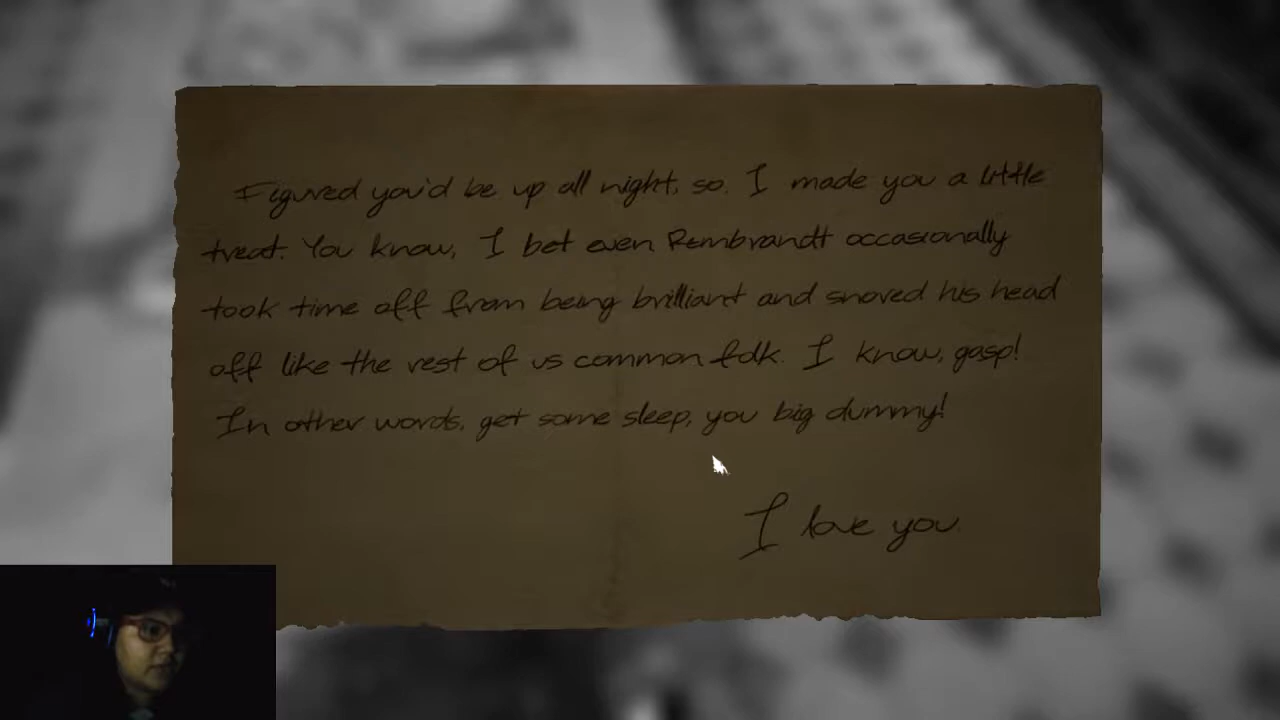 Figured you'd be up all night, so. I made you a little
treat. You know, I bet even Rembrandt occasionally
took time off from being brilliant and snored his head
off like the rest of us common folk. I know, gasp!
In other words, get some sleep, you big dummy!
I love you.